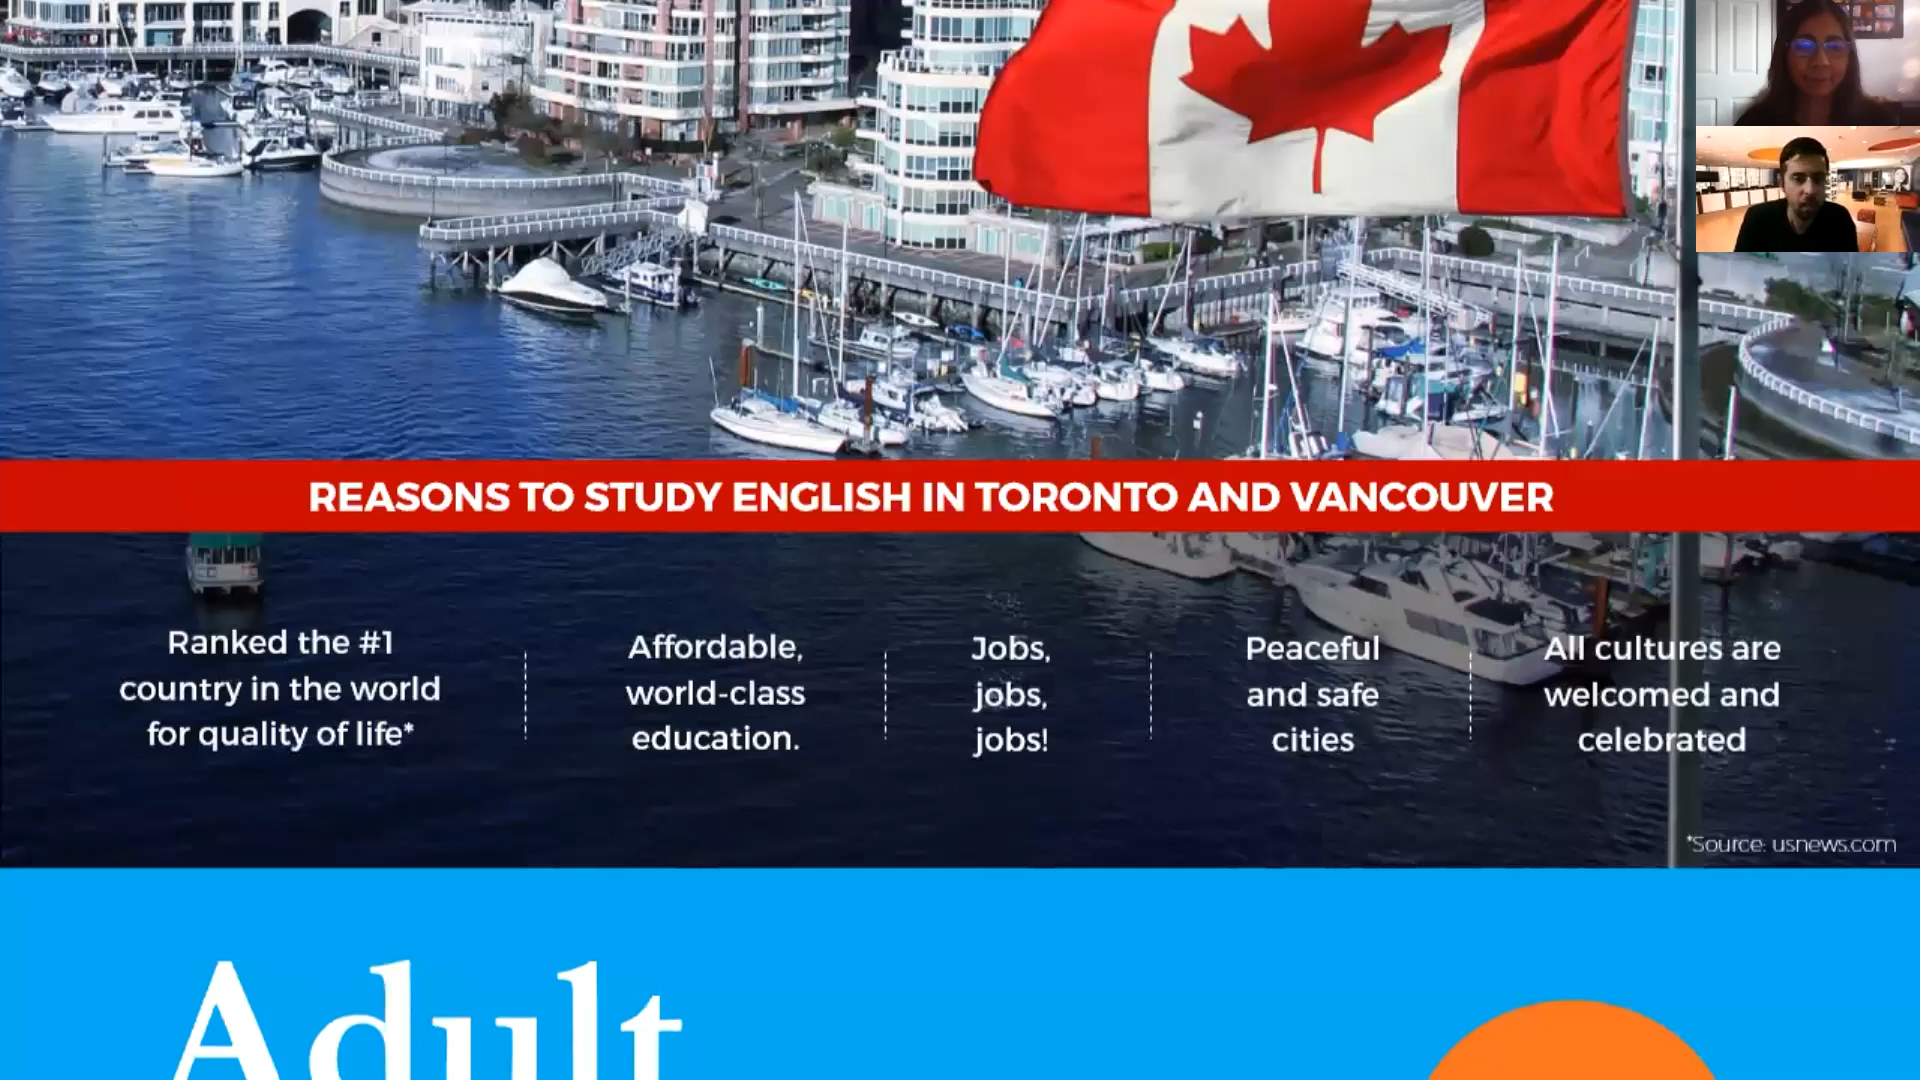 REASONS TO STUDY ENGLISH IN TORONTO AND VANCOUVER
Ranked the #1
country in the world
for quality of life*
Affordable,
world-class
education.
Jobs,
jobs,
jobs!
Peaceful
and safe
cities
All cultures are
welcomed and
celebrated
*Source: usnews.com
Adult